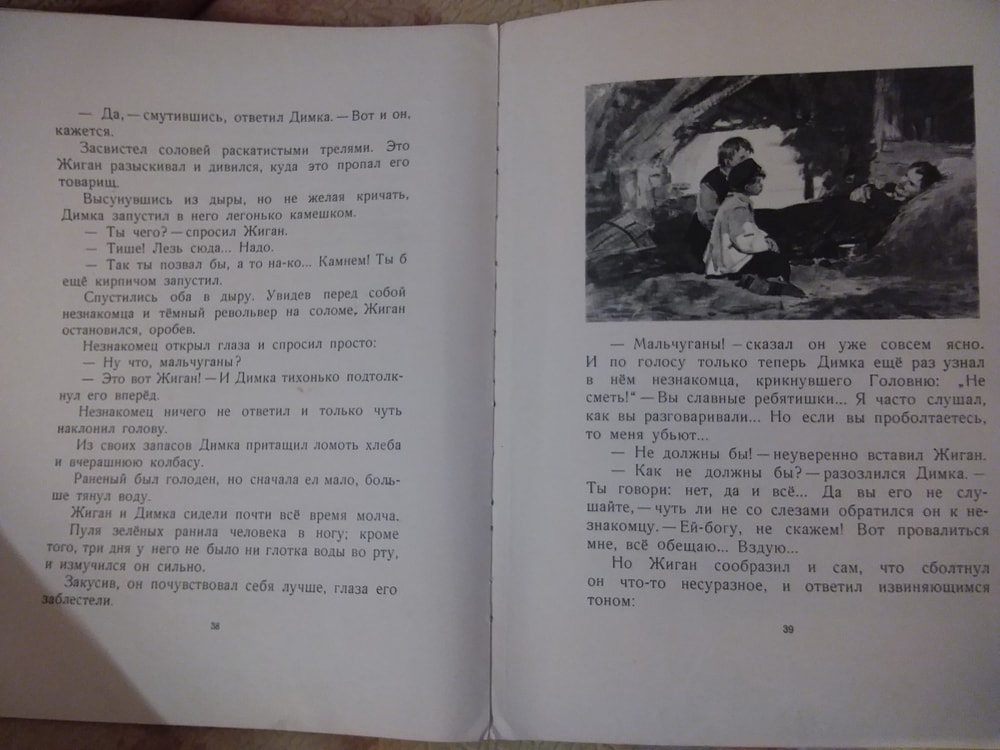 — Да, — смутившись, ответил Димка. — Вот и он,
кажется.
Засвистел соловей раскатистыми трелями. Это
Жиган разыскивал и дивился, куда это пропал его
товарищ.
Высунувшись из дыры, но не желая кричать,
Димка запустил в него легонько камешком.
— Ты чего? — спросил Жиган.
— Тише! Лезь сюда... Надо.
— Так ты позвал бы, а то на-ко... Камнем! Ты б
ещё кирпичом запустил.
Спустились оба в дыру. Увидев перед собой
незнакомца и тёмный револьвер на соломе, Жиган
остановился, оробев.
Незнакомец открыл глаза и спросил просто:
— Ну что, мальчуганы?
— Это вот Жиган! — И Димка тихонько подтолк-
нул его вперёд.
Незнакомец ничего не ответил и только чуть
наклонил голову.
Из своих запасов Димка притащил ломоть хлеба
и вчерашнюю колбасу.
Раненый был голоден, но сначала ел мало, боль-
ше тянул воду.
Жиган и Димка сидели почти всё время молча.
Пуля зелёных ранила человека в ногу; кроме
того, три дня у него не было ни глотка воды во рту,
и измучился он сильно.
Закусив, он почувствовал себя лучше, глаза его
заблестели.
38
— Мальчуганы! — сказал он уже совсем ясно.
И по голосу только теперь Димка ещё раз узнал
в нём незнакомца, крикнувшего Головню: „Не
сметь!“ — Вы славные ребятишки... Я часто слушал,
как вы разговаривали... Но если вы проболтаетесь,
то меня убьют...
— Не должны бы! — неуверенно вставил Жиган.
— Как не должны бы? — разозлился Димка. —
Ты говори: нет, да и всё... Да вы его не слу-
шайте, — чуть ли не со слезами обратился он к не-
знакомцу. — Ей-богу, не скажем! Вот провалиться
мне, всё обещаю... Вздую...
Но Жиган сообразил и сам, что сболтнул
он что-то несуразное, и ответил извиняющимся
тоном:
39